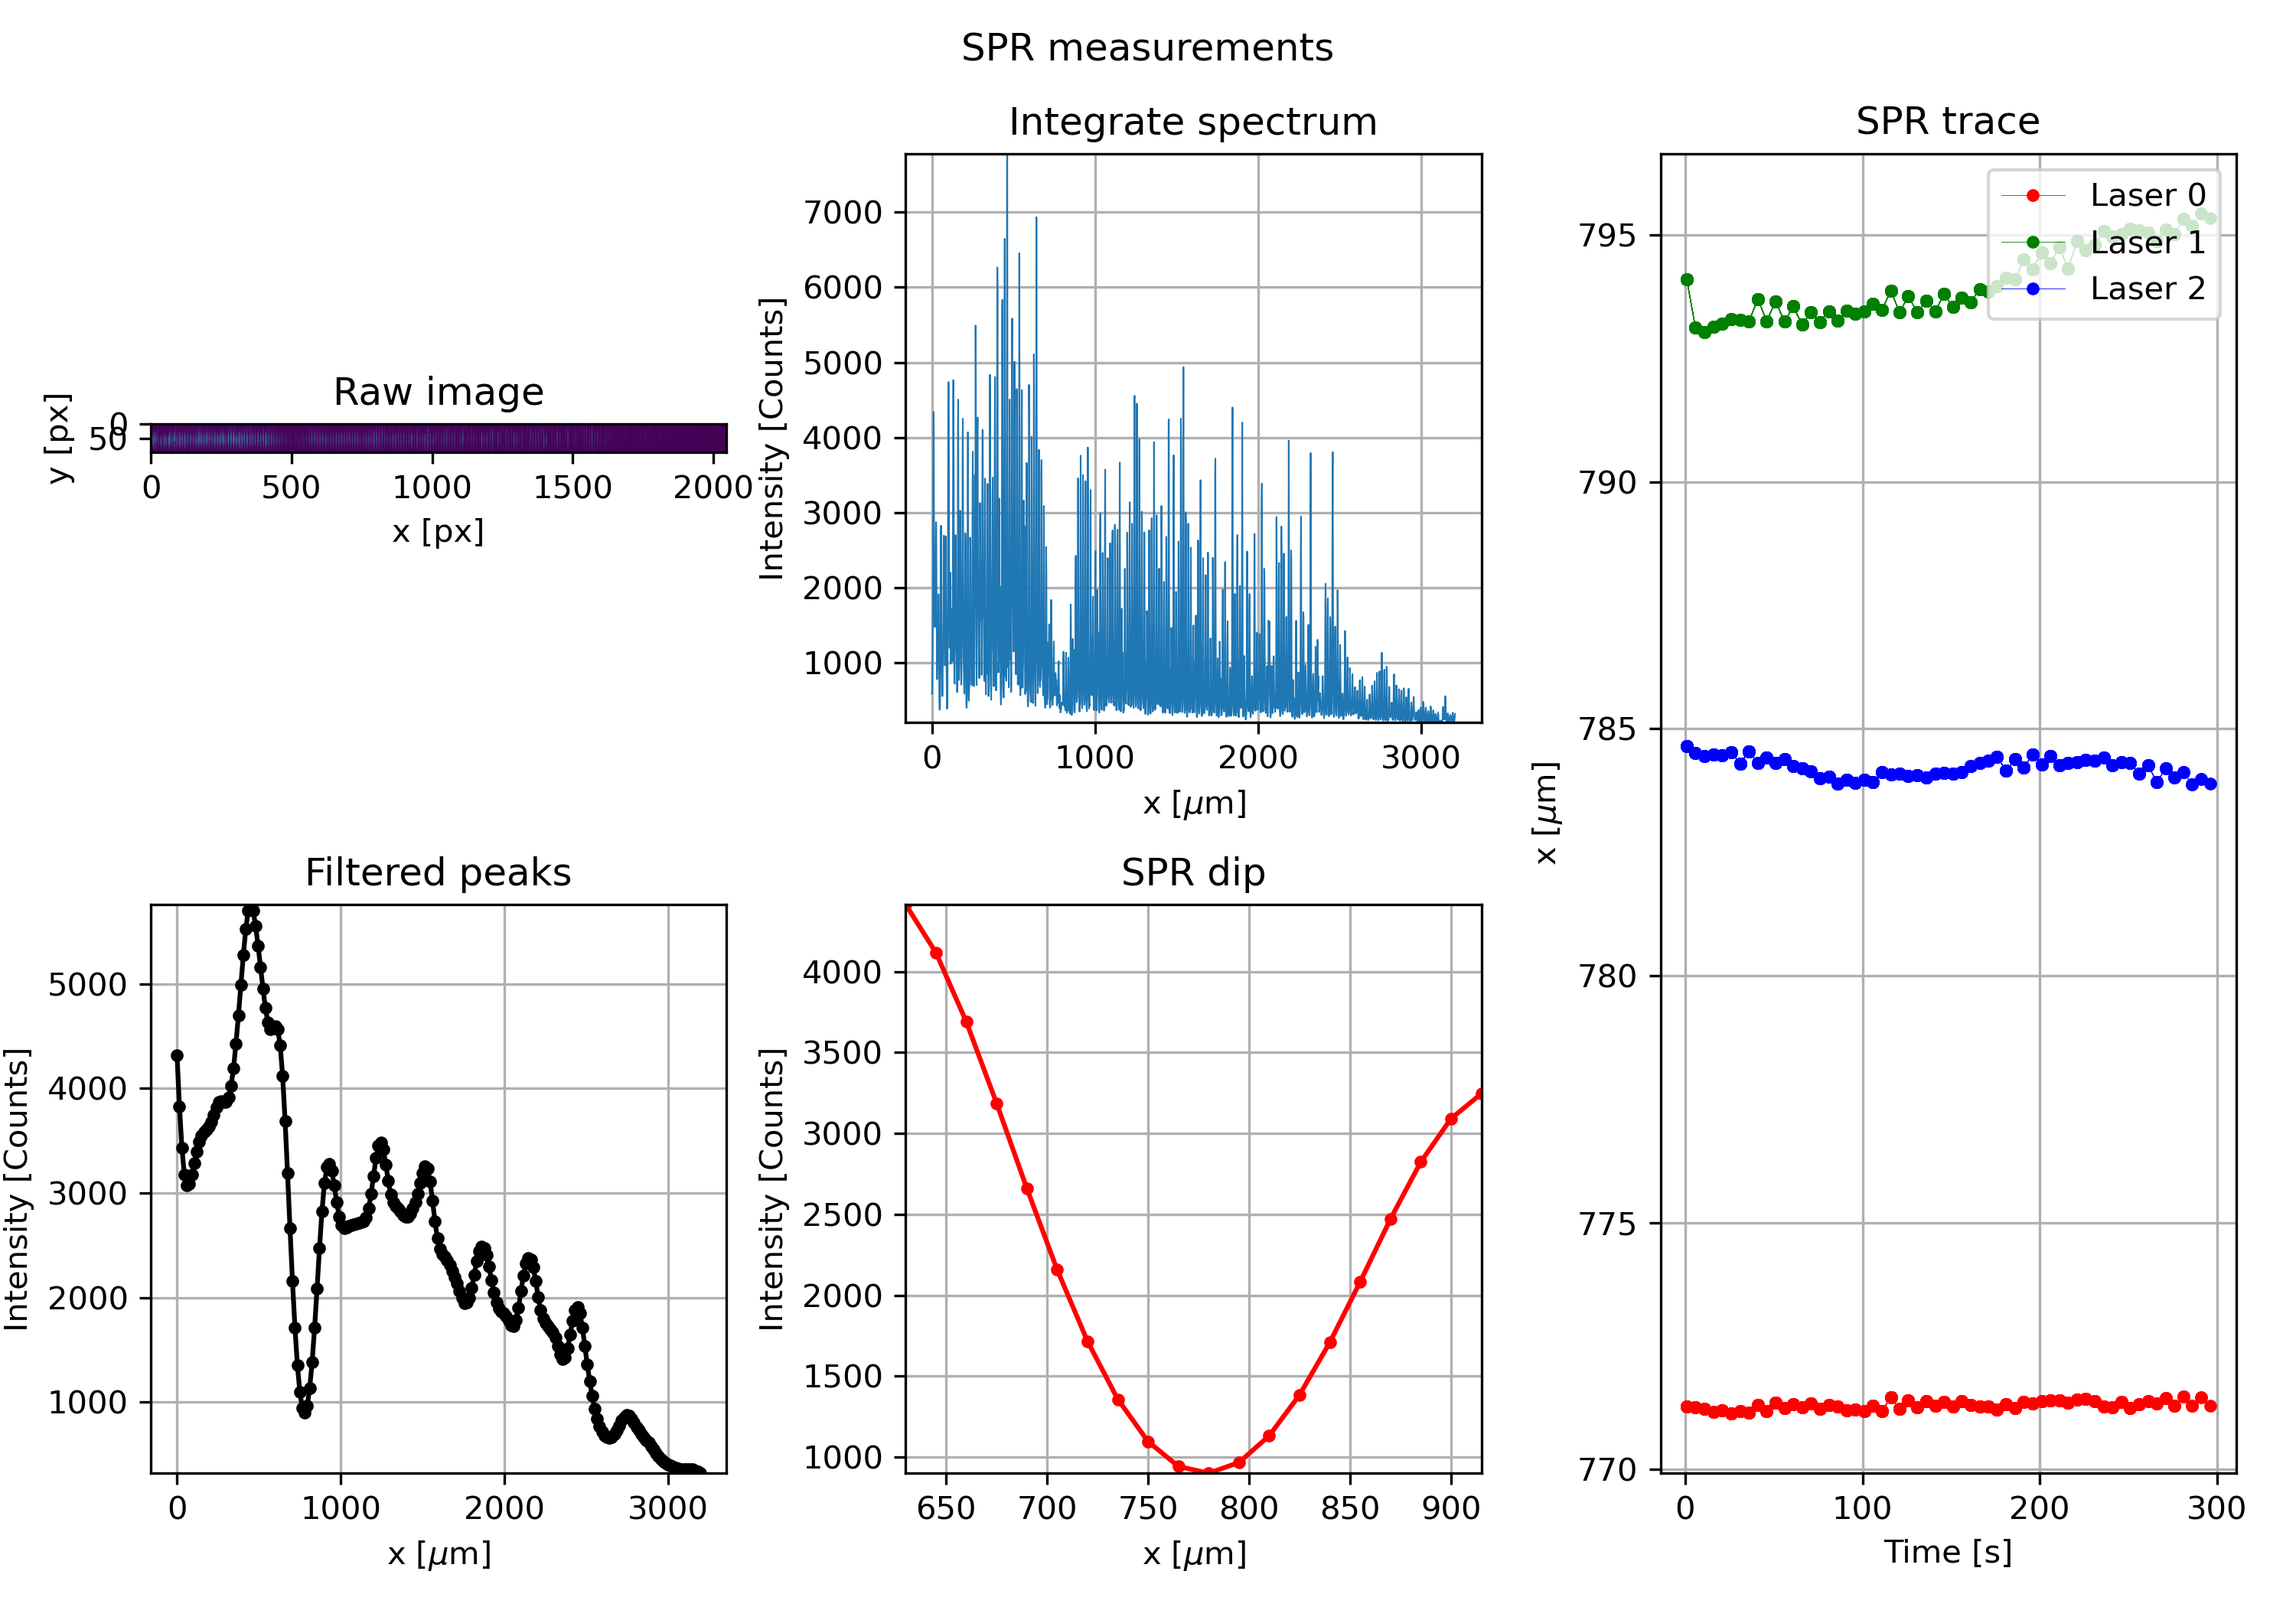 SPR measurements
Raw image
y [px]
0
50
0 500 1000 1500 2000
x [px]
Integrate spectrum
Intensity [Counts]
7000
6000
5000
4000
3000
2000
1000
0 1000 2000 3000
x [μm]
SPR trace
Laser 0
Laser 1
Laser 2
x [μm]
795
790
785
780
775
770
0 100 200 300
Time [s]
Filtered peaks
Intensity [Counts]
5000
4000
3000
2000
1000
0 1000 2000 3000
x [μm]
SPR dip
Intensity [Counts]
4000
3500
3000
2500
2000
1500
1000
650 700 750 800 850 900
x [μm]